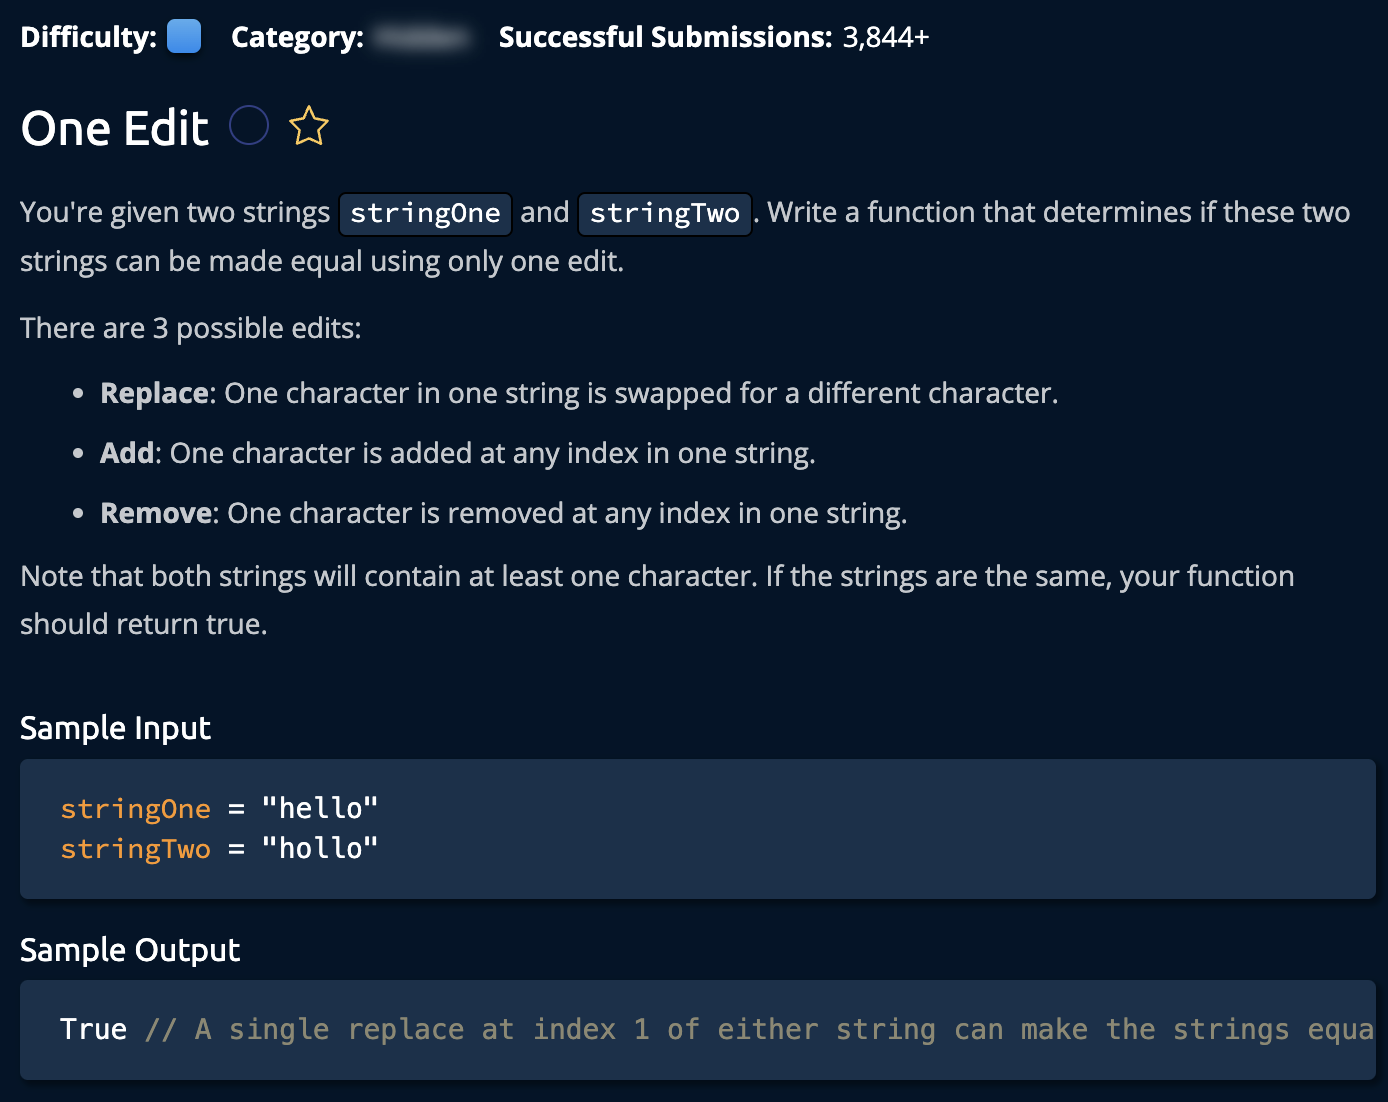 Difficulty: Category: Successful Submissions: 3,844+
One Edit
You're given two strings stringOne and stringTwo. Write a function that determines if these two
strings can be made equal using only one edit.
There are 3 possible edits:
• Replace: One character in one string is swapped for a different character.
• Add: One character is added at any index in one string.
• Remove: One character is removed at any index in one string.
Note that both strings will contain at least one character. If the strings are the same, your function
should return true.
Sample Input
stringOne = "hello"
stringTwo = "hollo"
Sample Output
True // A single replace at index 1 of either string can make the strings equa